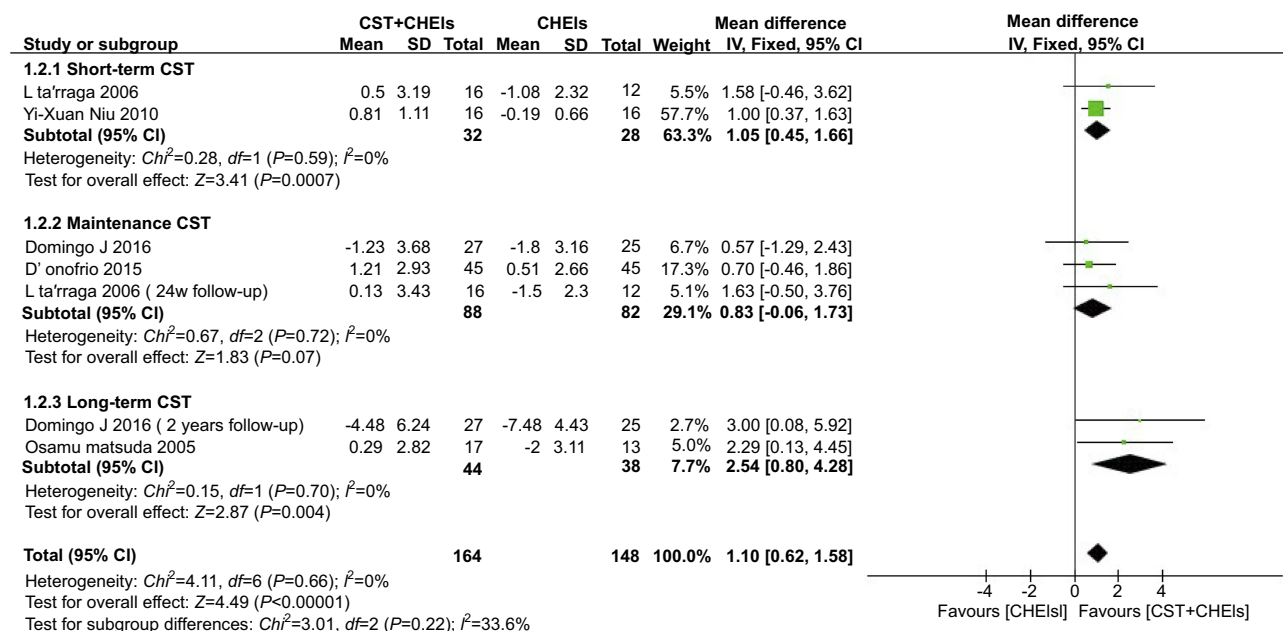 CST+CHEIs CHEIs Mean difference Mean difference
Study or subgroup Mean SD Total Mean SD Total Weight IV, Fixed, 95% CI IV, Fixed, 95% CI
1.2.1 Short-term CST
L ta′rraga 2006 0.5 3.19 16 -1.08 2.32 12 5.5% 1.58 [-0.46, 3.62]
Yi-Xuan Niu 2010 0.81 1.11 16 -0.19 0.66 16 57.7% 1.00 [0.37, 1.63]
Subtotal (95% CI) 32 28 63.3% 1.05 [0.45, 1.66]
Heterogeneity: Chi²=0.28, df=1 (P=0.59); I²=0%
Test for overall effect: Z=3.41 (P=0.0007)
1.2.2 Maintenance CST
Domingo J 2016 -1.23 3.68 27 -1.8 3.16 25 6.7% 0.57 [-1.29, 2.43]
D’ onofrio 2015 1.21 2.93 45 0.51 2.66 45 17.3% 0.70 [-0.46, 1.86]
L ta′rraga 2006 ( 24w follow-up) 0.13 3.43 16 -1.5 2.3 12 5.1% 1.63 [-0.50, 3.76]
Subtotal (95% CI) 88 82 29.1% 0.83 [-0.06, 1.73]
Heterogeneity: Chi²=0.67, df=2 (P=0.72); I²=0%
Test for overall effect: Z=1.83 (P=0.07)
1.2.3 Long-term CST
Domingo J 2016 ( 2 years follow-up) -4.48 6.24 27 -7.48 4.43 25 2.7% 3.00 [0.08, 5.92]
Osamu matsuda 2005 0.29 2.82 17 -2 3.11 13 5.0% 2.29 [0.13, 4.45]
Subtotal (95% CI) 44 38 7.7% 2.54 [0.80, 4.28]
Heterogeneity: Chi²=0.15, df=1 (P=0.70); I²=0%
Test for overall effect: Z=2.87 (P=0.004)
Total (95% CI) 164 148 100.0% 1.10 [0.62, 1.58]
Heterogeneity: Chi²=4.11, df=6 (P=0.66); I²=0%
Test for overall effect: Z=4.49 (P<0.00001)
Test for subgroup differences: Chi²=3.01, df=2 (P=0.22); I²=33.6%
-4 -2 0 2 4
Favours [CHEIsl] Favours [CST+CHEIs]